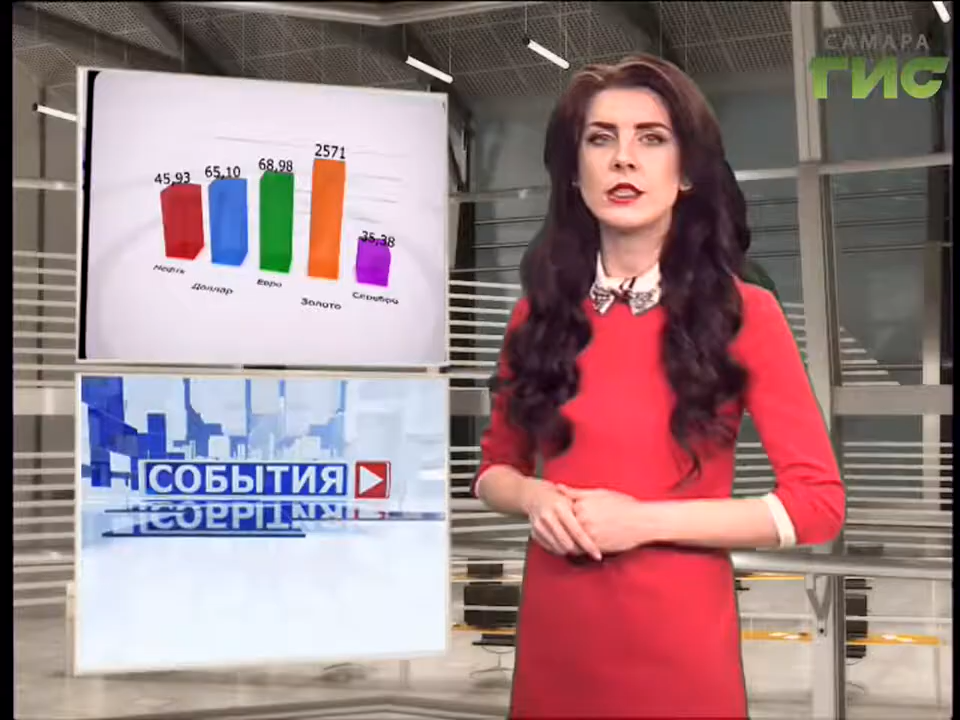 САМАРА
ГИС
2571
68,98
65,10
45,93
35,38
Нефть
Доллар
Евро
Золото
Серебро
СОБЫТИЯ